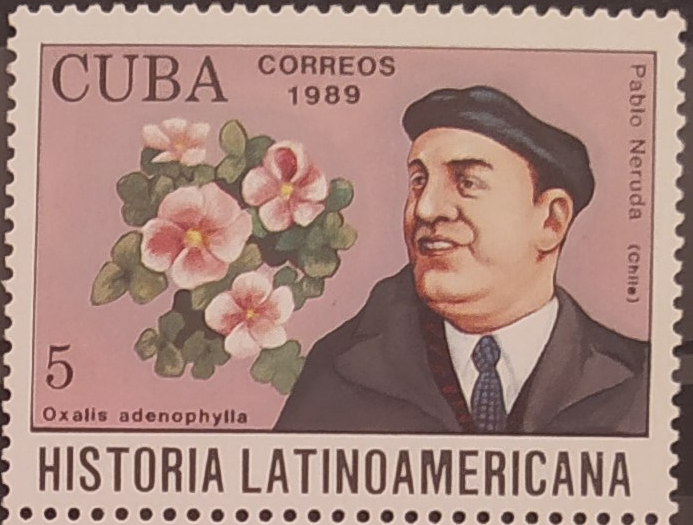 CUBA
CORREOS
1989
Pablo Neruda (Chile)
5
Oxalis adenophylla
HISTORIA LATINOAMERICANA